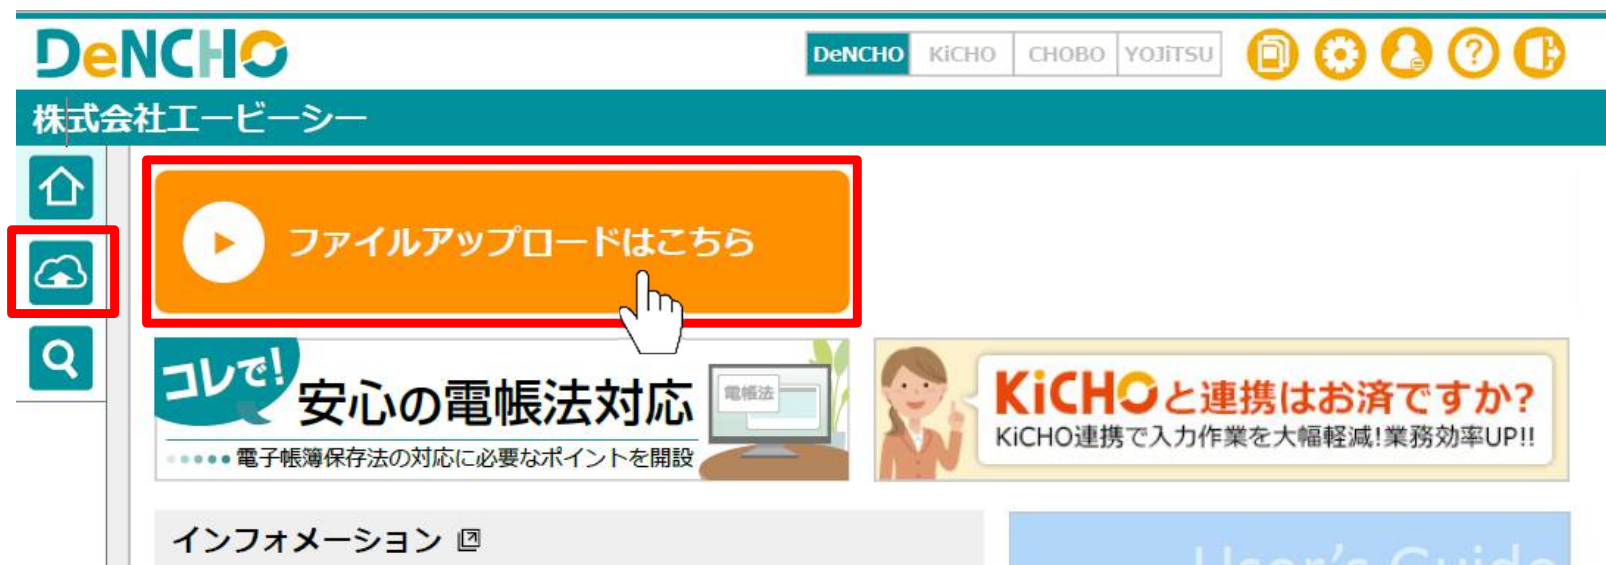 DeNCHO
DeNCHO KiCHO CHOBO YOJiTSU
株式会社エービーシー
ファイルアップロードはこちら
コレで!
安心の電帳法対応
電子帳簿保存法の対応に必要なポイントを開設
電帳法
KiCHOと連携はお済ですか?
KiCHO連携で入力作業を大幅軽減!業務効率UP!!
インフォメーション
User's Guide